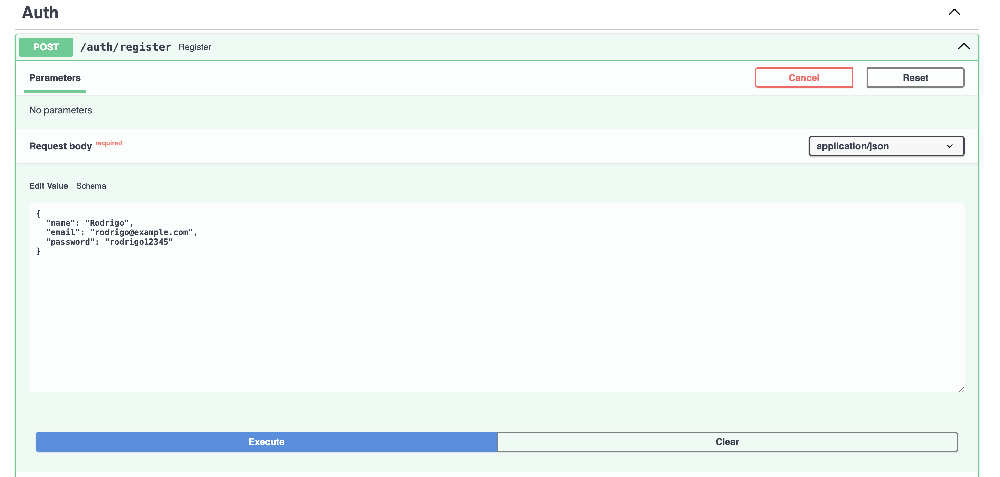 Auth
POST /auth/register Register
Parameters
Cancel
Reset
No parameters
Request body required
application/json
Edit Value
Schema
{
  "name": "Rodrigo",
  "email": "rodrigo@example.com",
  "password": "rodrigo12345"
}
Execute
Clear